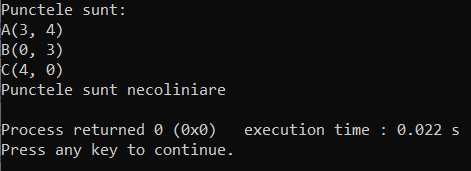 Punctele sunt:
A(3, 4)
B(0, 3)
C(4, 0)
Punctele sunt necoliniare
Process returned 0 (0x0)   execution time : 0.022 s
Press any key to continue.